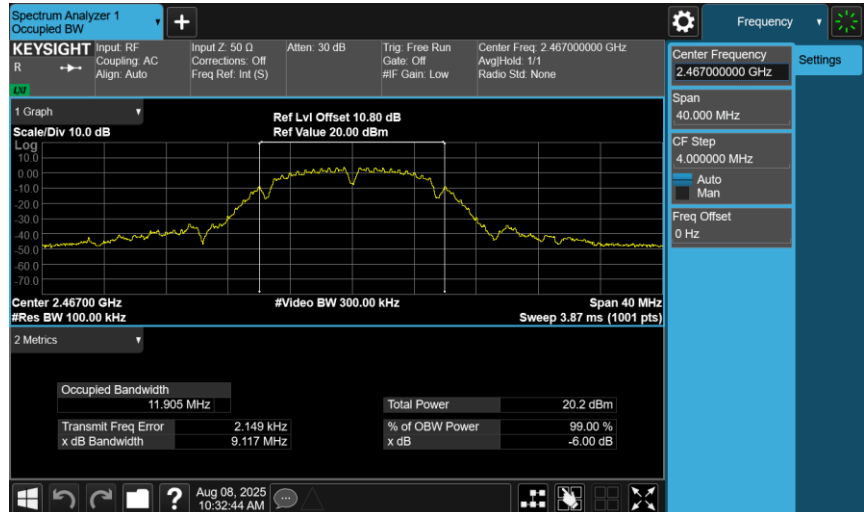 Spectrum Analyzer 1
Occupied BW
Frequency
KEYSIGHT
R
LXI
Input: RF
Coupling: AC
Align: Auto
Input Z: 50 Ω
Corrections: Off
Freq Ref: Int (S)
Atten: 30 dB
Trig: Free Run
Gate: Off
#IF Gain: Low
Center Freq: 2.467000000 GHz
Avg|Hold: 1/1
Radio Std: None
Center Frequency
2.467000000 GHz
Settings
Span
40.000 MHz
CF Step
4.000000 MHz
Auto
Man
Freq Offset
0 Hz
1 Graph
Scale/Div 10.0 dB
Ref Lvl Offset 10.80 dB
Ref Value 20.00 dBm
Log
10.0
0.00
-10.0
-20.0
-30.0
-40.0
-50.0
-60.0
-70.0
Center 2.46700 GHz
#Video BW 300.00 kHz
Span 40 MHz
#Res BW 100.00 kHz
Sweep 3.87 ms (1001 pts)
2 Metrics
Occupied Bandwidth
11.905 MHz
Total Power 20.2 dBm
Transmit Freq Error 2.149 kHz
% of OBW Power 99.00 %
x dB Bandwidth 9.117 MHz
x dB -6.00 dB
Aug 08, 2025
10:32:44 AM